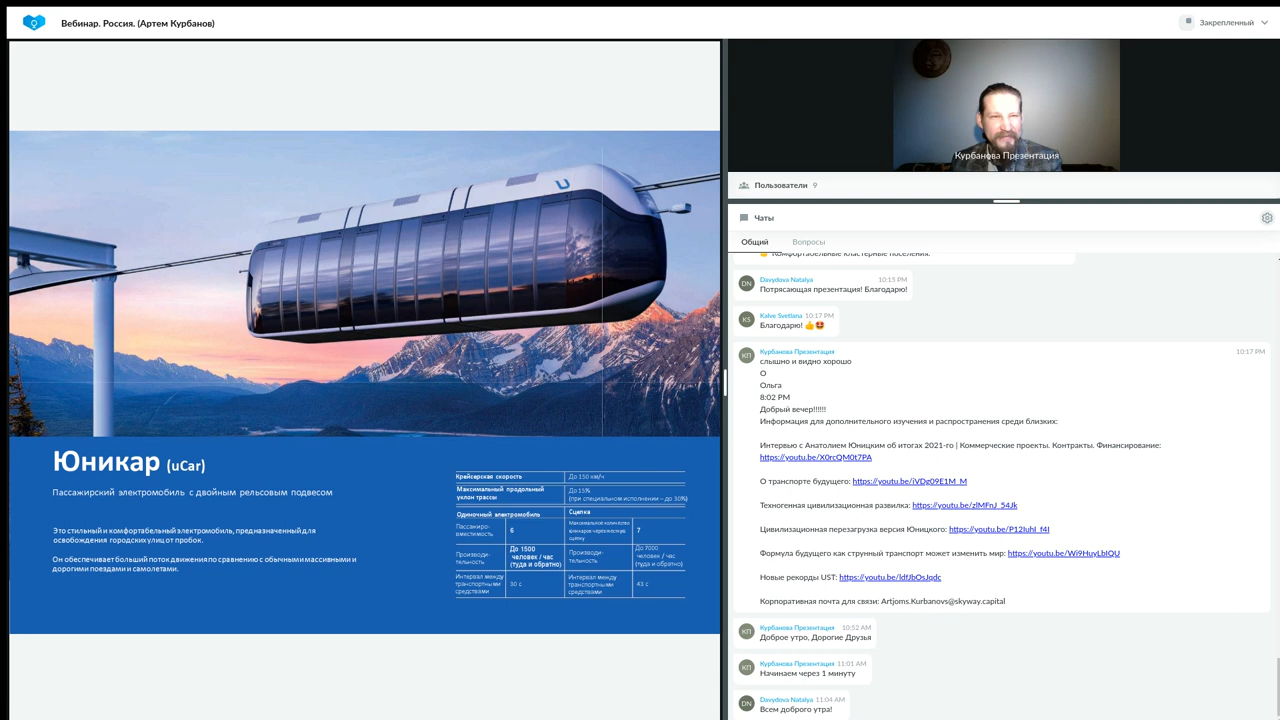 Вебинар. Россия. (Артем Курбанов)
Закрепленный
Юникар (uCar)
Пассажирский электромобиль с двойным рельсовым подвесом
Это стильный и комфортабельный электромобиль, предназначенный для
освобождения городских улиц от пробок.
Он обеспечивает больший поток движения по сравнению с обычными массивными и
дорогими поездами и самолетами.
Крейсерская скорость До 150 км/ч
Максимальный продольный уклон трассы До 15% (при специальном исполнении – до 30%)
Одиночный электромобиль Сцепка
Пассажиро-вместимость 6 7
Производи-тельность До 1500 человек / час (туда и обратно) Производи-тельность До 7000 человек / час (туда и обратно)
Интервал между транспортными средствами 30 с Интервал между транспортными средствами 43 с
Курбанова Презентация
Пользователи 9
Чаты
Общий Вопросы
Комфортабельные кластерные поселения.
DN Davydova Natalya 10:15 PM
Потрясающая презентация! Благодарю!
KS Kalve Svetlana 10:17 PM
Благодарю! 👍🤩
КП Курбанова Презентация 10:17 PM
слышно и видно хорошо
О
Ольга
8:02 PM
Добрый вечер!!!!!!
Информация для дополнительного изучения и распространия среди близких:
Интервью с Анатолием Юницким об итогах 2021-го | Коммерческие проекты. Контракты. Финансирование:
https://youtu.be/X0rcQM0t7PA
О транспорте будущего: https://youtu.be/iVDg09E1M_M
Техногенная цивилизационная развилка: https://youtu.be/zlMFnJ_54Jk
Цивилизационная перезагрузка версия Юницкого: https://youtu.be/P12IuhI_f4I
Формула будущего как струнный транспорт может изменить мир: https://youtu.be/Wi9HuyLbIQU
Новые рекорды UST: https://youtu.be/ldfJbOsJqdc
Корпоративная почта для связи: Artjoms.Kurbanovs@skyway.capital
КП Курбанова Презентация 10:52 AM
Доброе утро, Дорогие Друзья
КП Курбанова Презентация 11:01 AM
Начинаем через 1 минуту
DN Davydova Natalya 11:04 AM
Всем доброго утра!